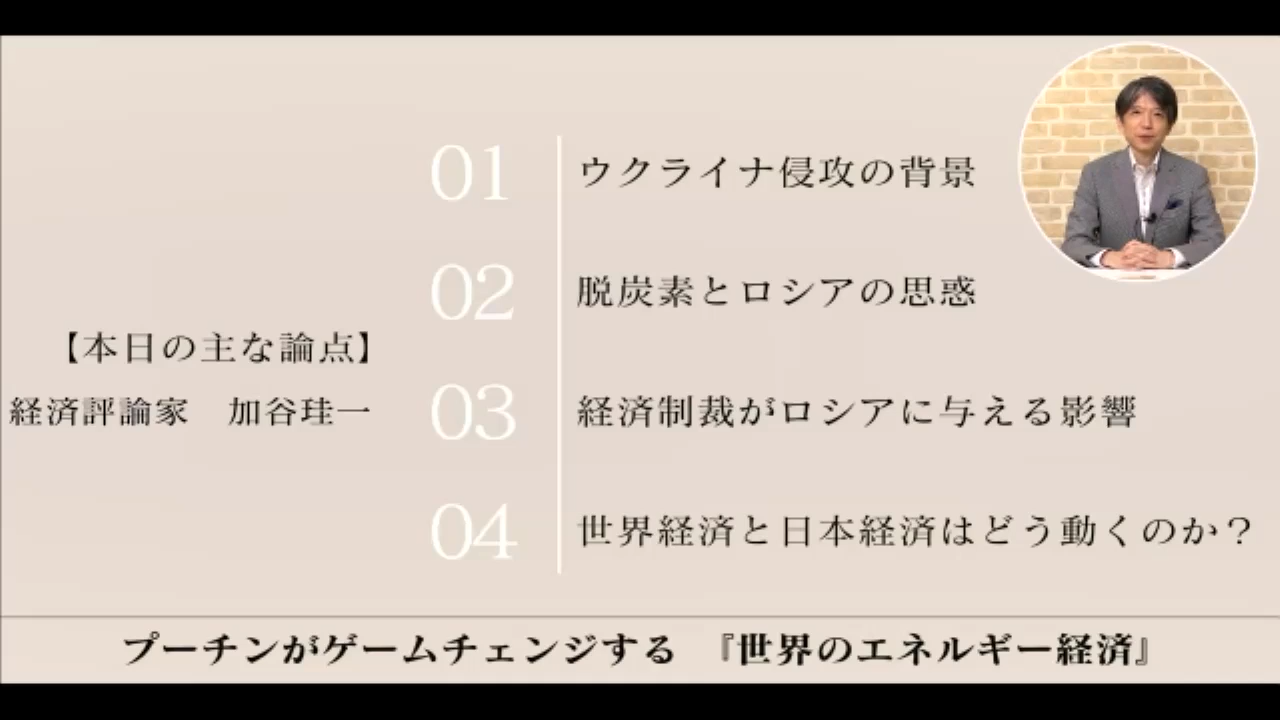 【本日の主な論点】
経済評論家　加谷珪一
01 ウクライナ侵攻の背景
02 脱炭素とロシアの思惑
03 経済制裁がロシアに与える影響
04 世界経済と日本経済はどう動くのか？
プーチンがゲームチェンジする　『世界のエネルギー経済』